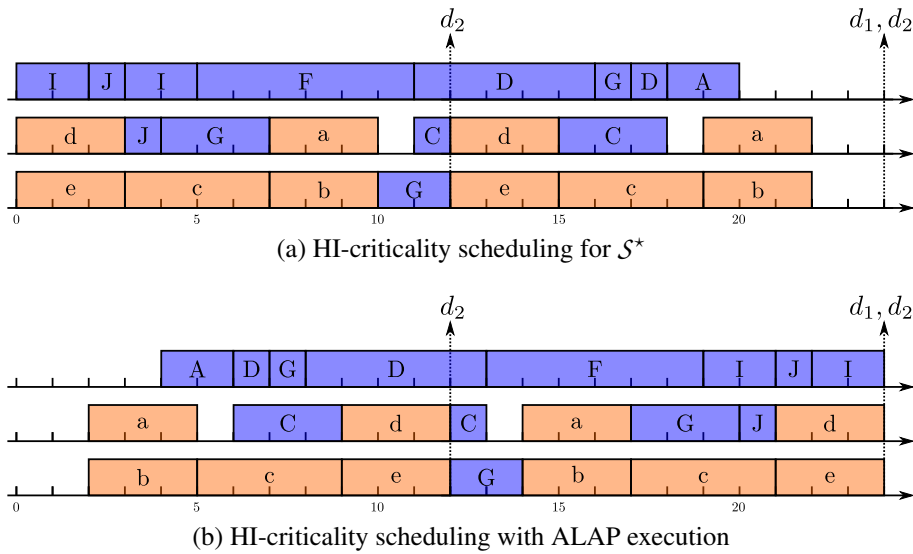 d₂ d₁, d₂
I J I F D G D A
d J G a C d C a
e c b G e c b
0 5 10 15 20
(a) HI-criticality scheduling for 𝒮⋆
d₂ d₁, d₂
A D G D F I J I
a C d C a G J d
b c e G b c e
0 5 10 15 20
(b) HI-criticality scheduling with ALAP execution